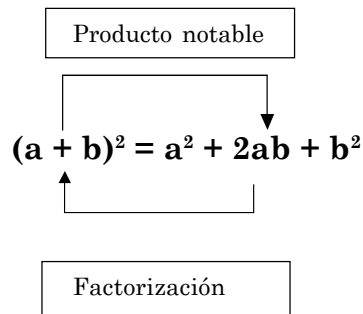 Producto notable
(a + b)² = a² + 2ab + b²
Factorización